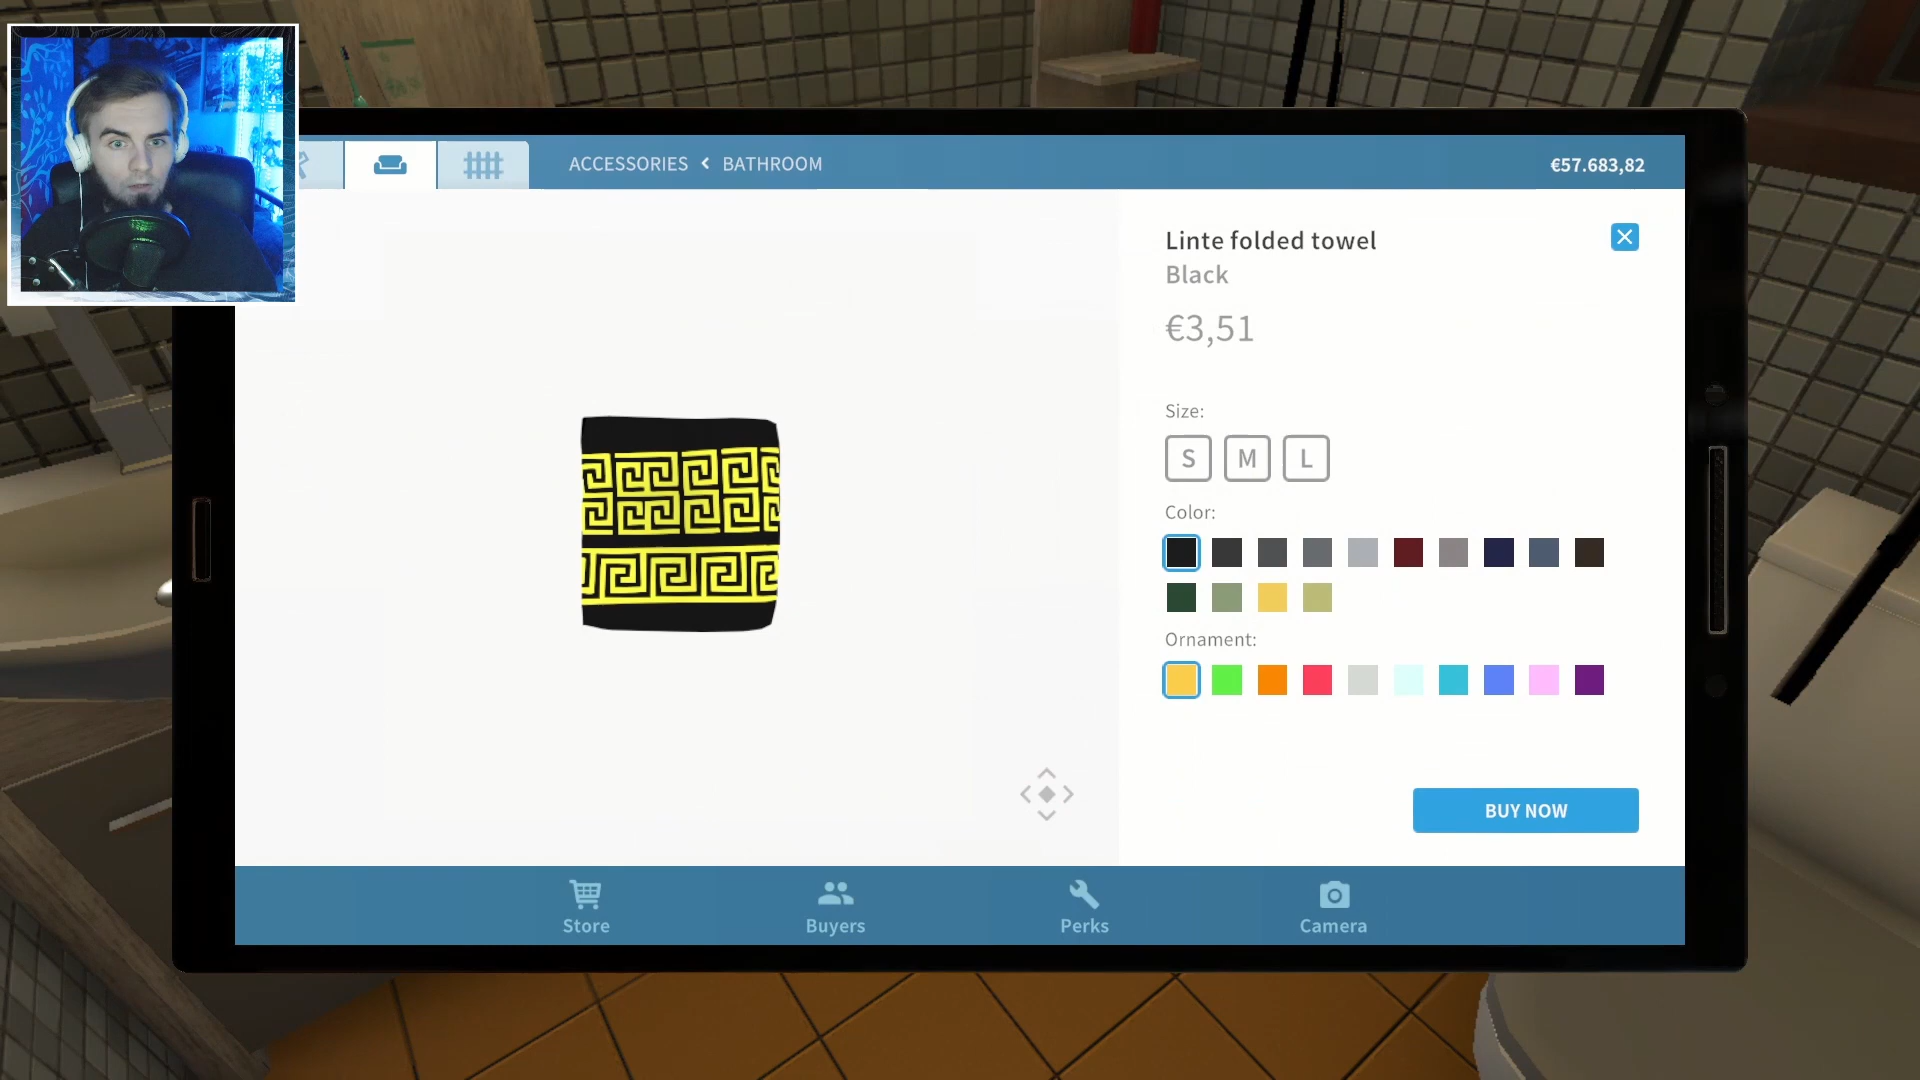 ACCESSORIES < BATHROOM
€57.683,82
Linte folded towel
Black
€3,51
Size:
S M L
Color:
Ornament:
BUY NOW
Store Buyers Perks Camera